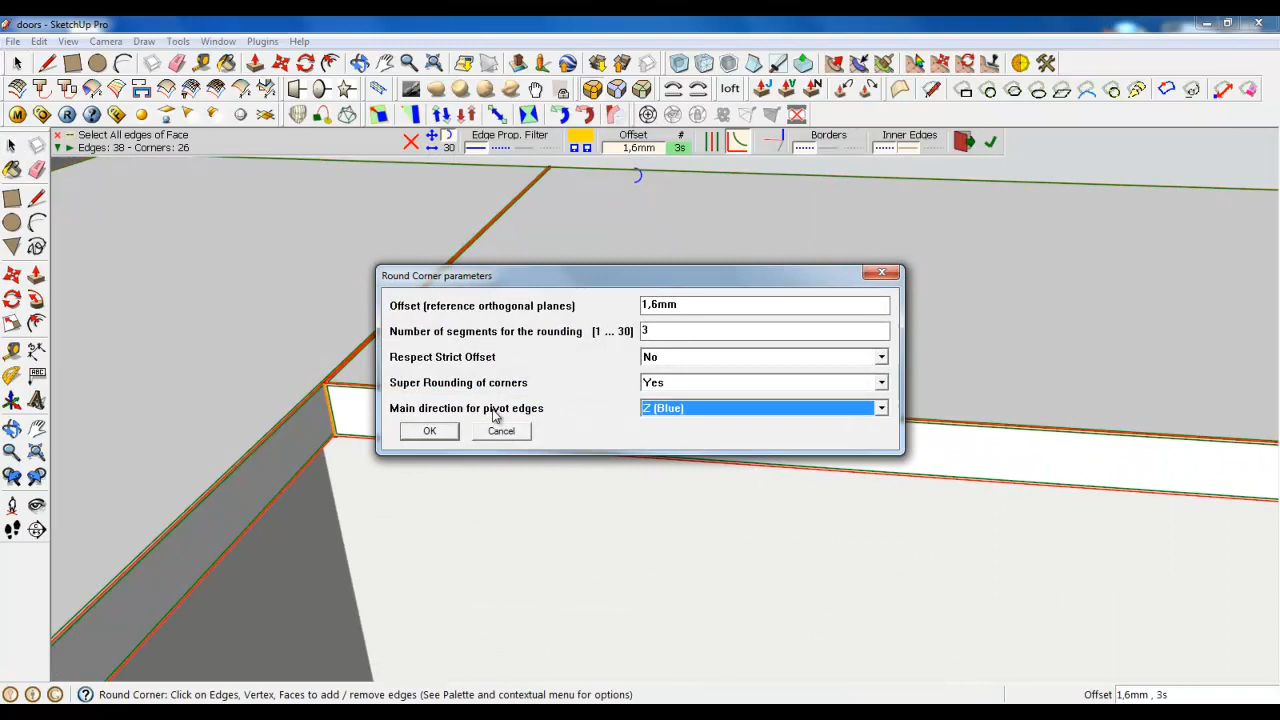 doors - SketchUp Pro
File Edit View Camera Draw Tools Window Plugins Help
loft
Select All edges of Face
Edges: 38 - Corners: 20
30
Edge Prop. Filter
Offset
#
1,6mm
3s
Borders
Inner Edges
Round Corner parameters
Offset (reference orthogonal planes) 1,6mm
Number of segments for the rounding [1 ... 30] 3
Respect Strict Offset No
Super Rounding of corners Yes
Main direction for pivot edges Z (Blue)
OK Cancel
Round Corner: Click on Edges, Vertex, Faces to add / remove edges (See Palette and contextual menu for options)
Offset 1,6mm , 3s